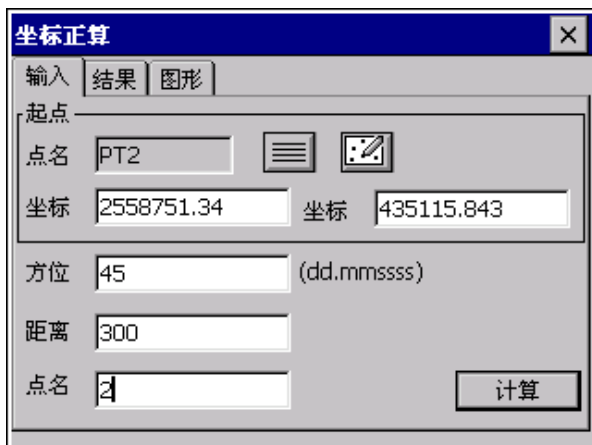 坐标正算
输入 结果 图形
起点
点名 PT2
坐标 2558751.34 坐标 435115.843
方位 45 (dd.mmssss)
距离 300
点名 2 计算